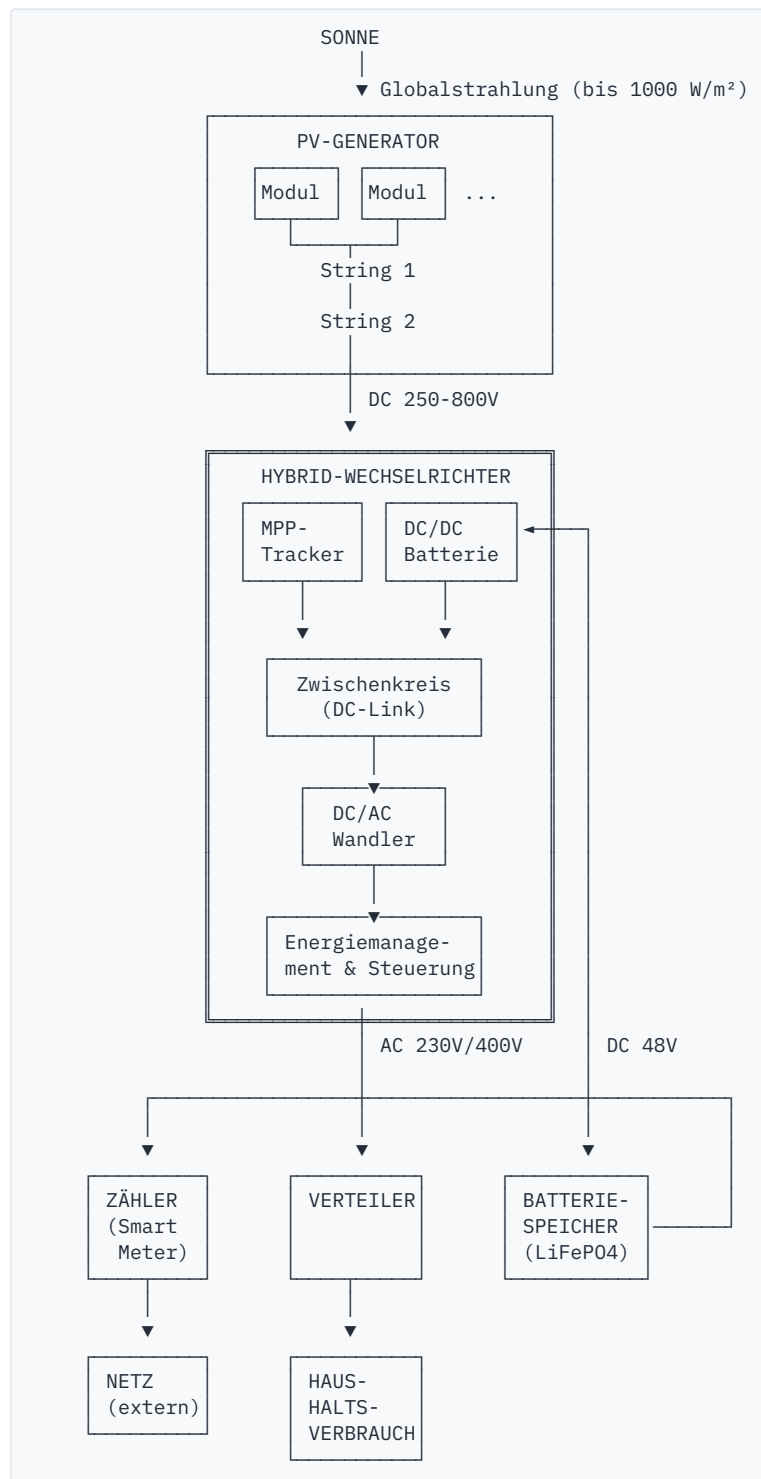 SONNE
Globalstrahlung (bis 1000 W/m²)
PV-GENERATOR
Modul Modul ...
String 1
String 2
DC 250-800V
HYBRID-WECHSELRICHTER
MPP-
Tracker
DC/DC
Batterie
Zwischenkreis
(DC-Link)
DC/AC
Wandler
Energiemanage-
ment & Steuerung
AC 230V/400V
DC 48V
ZÄHLER
(Smart
Meter)
VERTEILER
BATTERIE-
SPEICHER
(LiFePO4)
NETZ
(extern)
HAUS-
HALTS-
VERBRAUCH